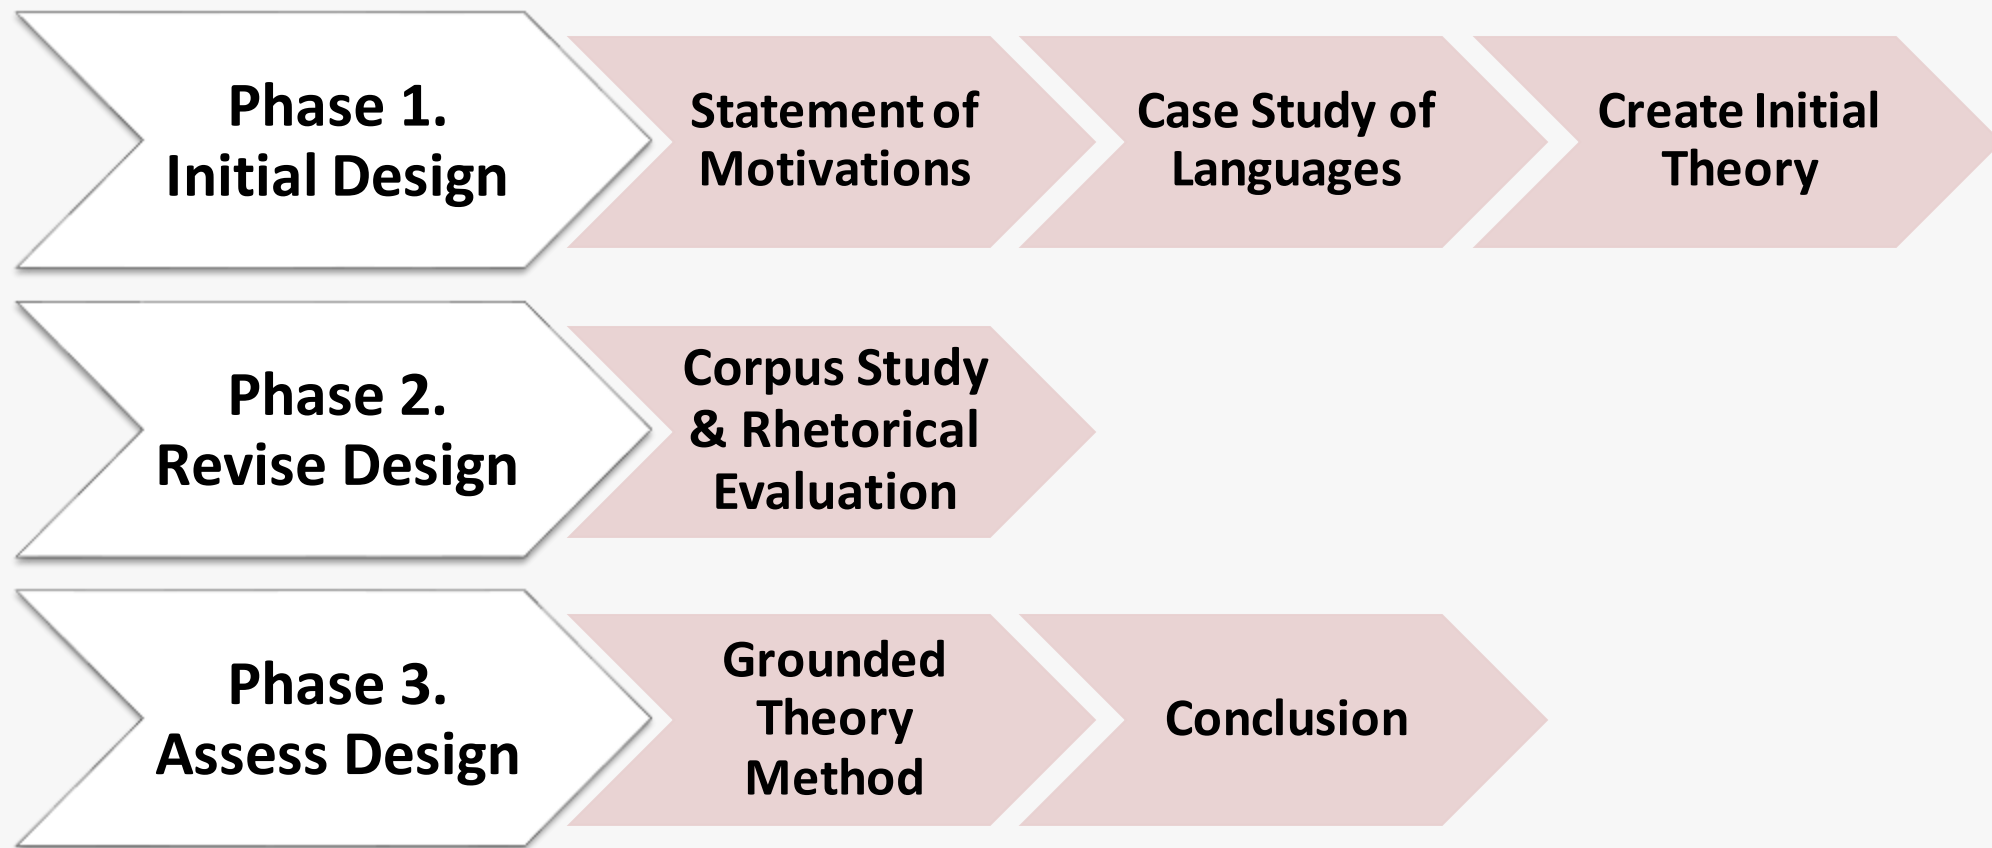 Phase 1.
Initial Design
Statement of
Motivations
Case Study of
Languages
Create Initial
Theory
Phase 2.
Revise Design
Corpus Study
& Rhetorical
Evaluation
Phase 3.
Assess Design
Grounded
Theory
Method
Conclusion